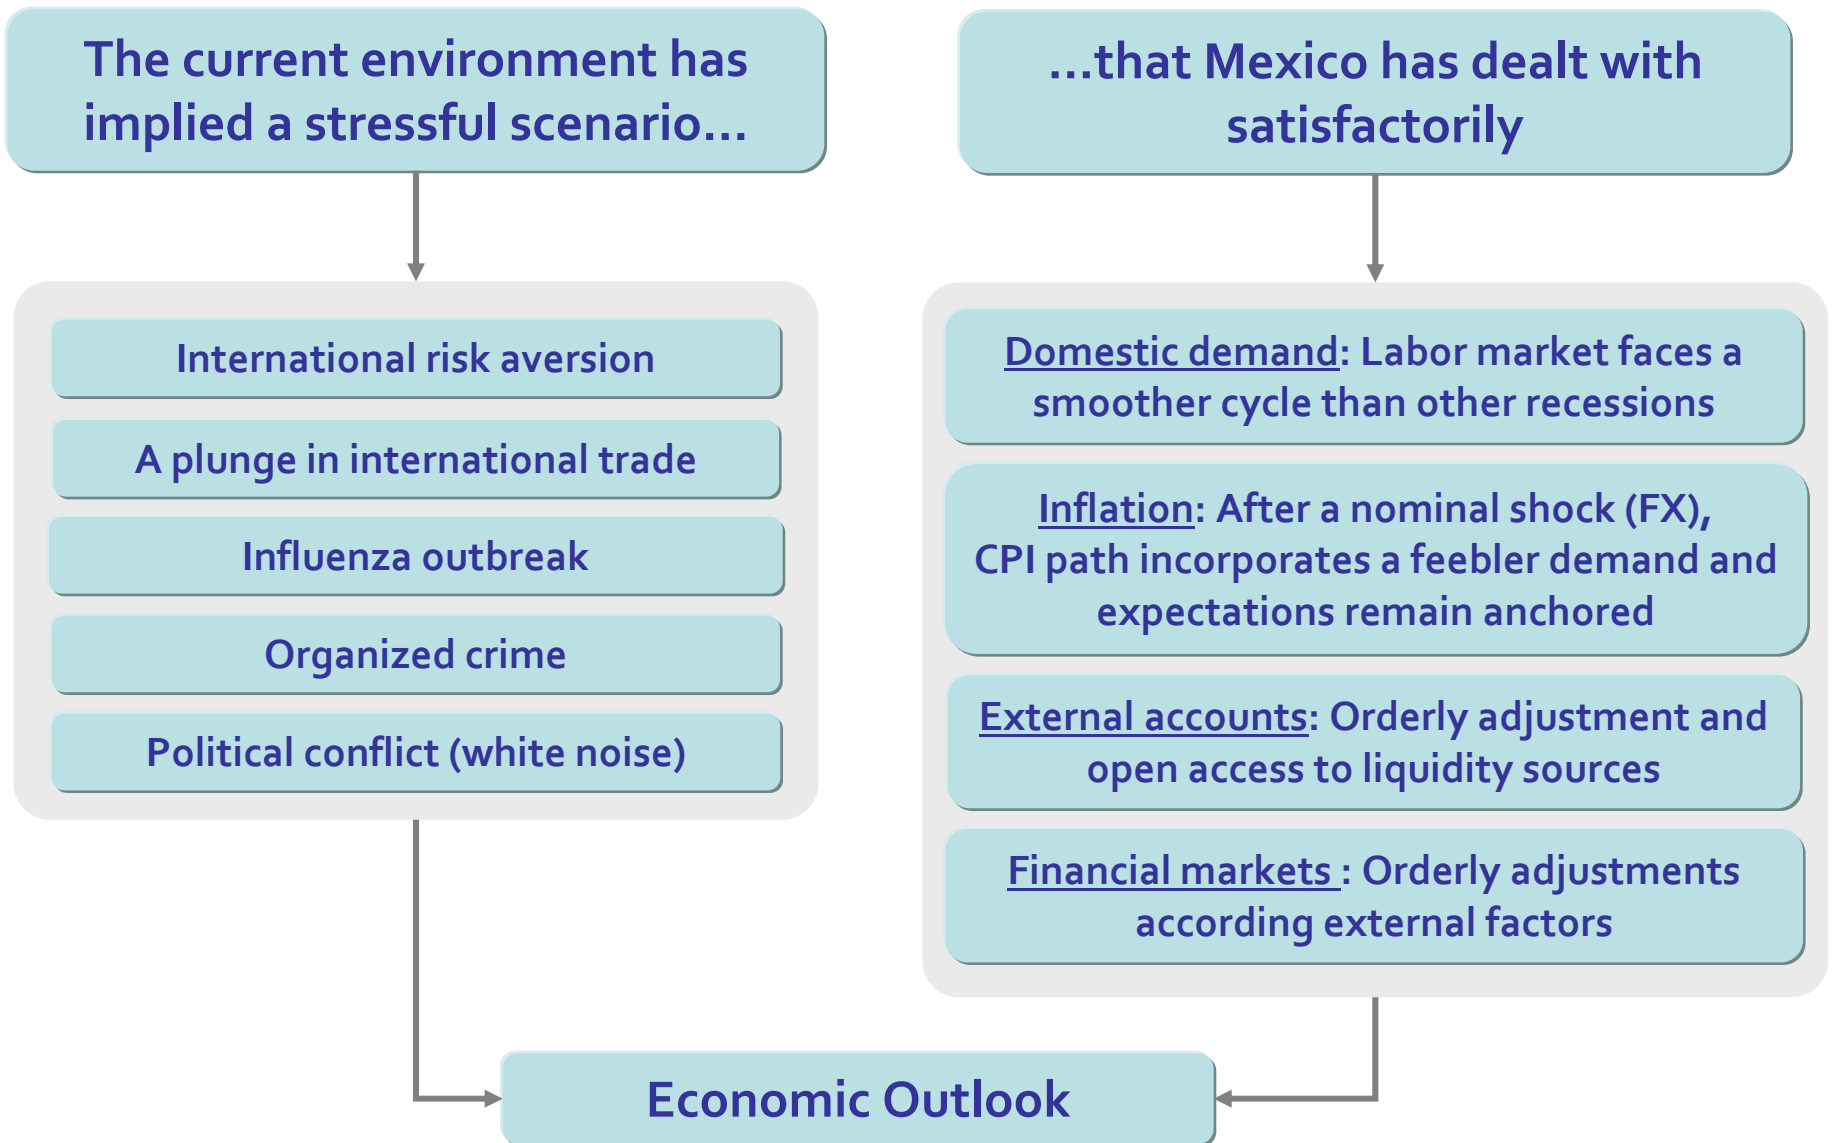 The current environment has
implied a stressful scenario...
International risk aversion
A plunge in international trade
Influenza outbreak
Organized crime
Political conflict (white noise)
...that Mexico has dealt with
satisfactorily
Domestic demand: Labor market faces a
smoother cycle than other recessions
Inflation: After a nominal shock (FX),
CPI path incorporates a feebler demand and
expectations remain anchored
External accounts: Orderly adjustment and
open access to liquidity sources
Financial markets : Orderly adjustments
according external factors
Economic Outlook